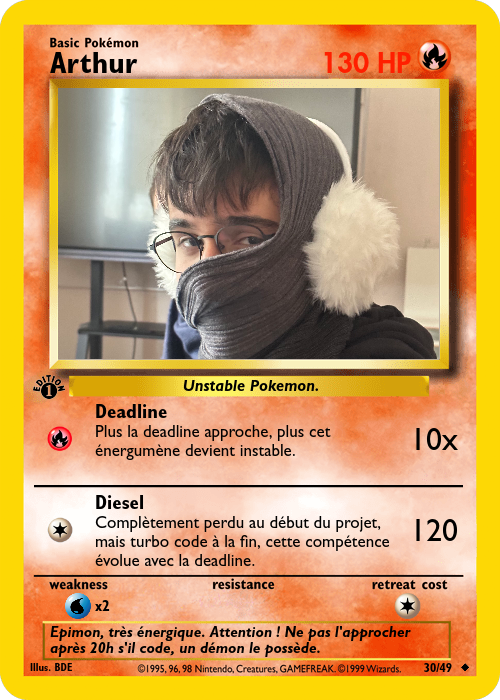 Basic Pokémon
Arthur
130 HP
EDITION
1
Unstable Pokemon.
Deadline
Plus la deadline approche, plus cet
énergumène devient instable.
10x
Diesel
Complètement perdu au début du projet,
mais turbo code à la fin, cette compétence
évolue avec la deadline.
120
weakness resistance retreat cost
x2
Epimon, très énergique. Attention ! Ne pas l'approcher
après 20h s'il code, un démon le possède.
Illus. BDE ©1995, 96, 98 Nintendo, Creatures, GAMEFREAK. ©1999 Wizards. 30/49